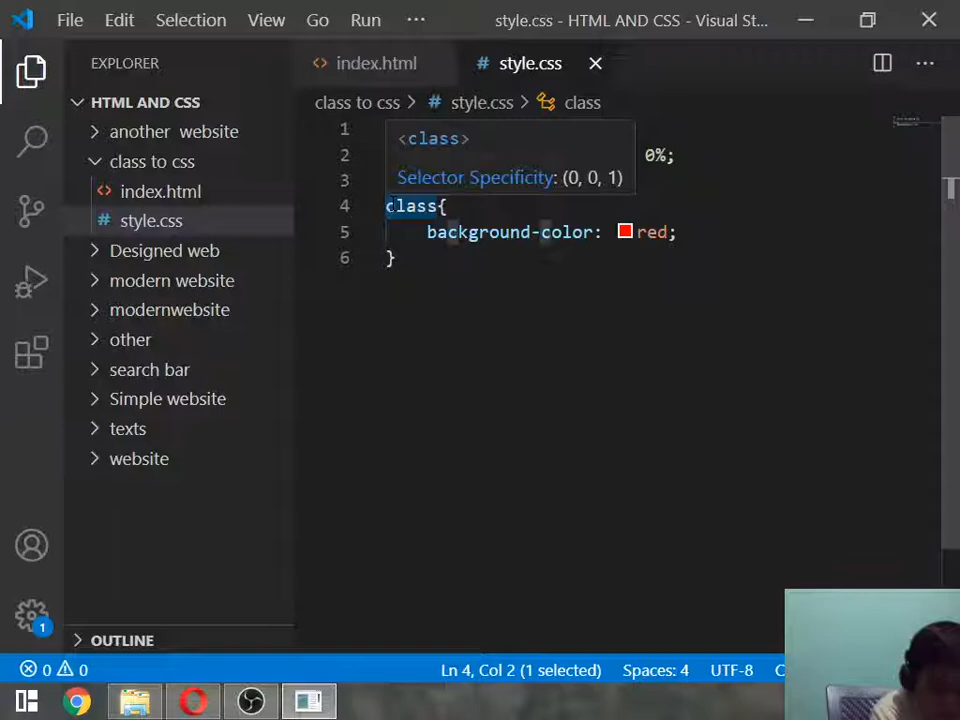 File Edit Selection View Go Run ··· style.css - HTML AND CSS - Visual St...
EXPLORER
index.html
# style.css
HTML AND CSS
class to css > # style.css > class
another website
class to css
index.html
# style.css
Designed web
modern website
modernwebsite
other
search bar
Simple website
texts
website
OUTLINE
1
2 0%;
3
<class>
Selector Specificity: (0, 0, 1)
4 class{
5 background-color: red;
6 }
1
0 0 Ln 4, Col 2 (1 selected) Spaces: 4 UTF-8